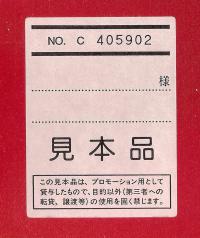 NO. C 405902
様
見本品
この見本品は、プロモーション用として
貸与したもので、目的以外(第三者への
転貸、譲渡等)の使用を固く禁じます。